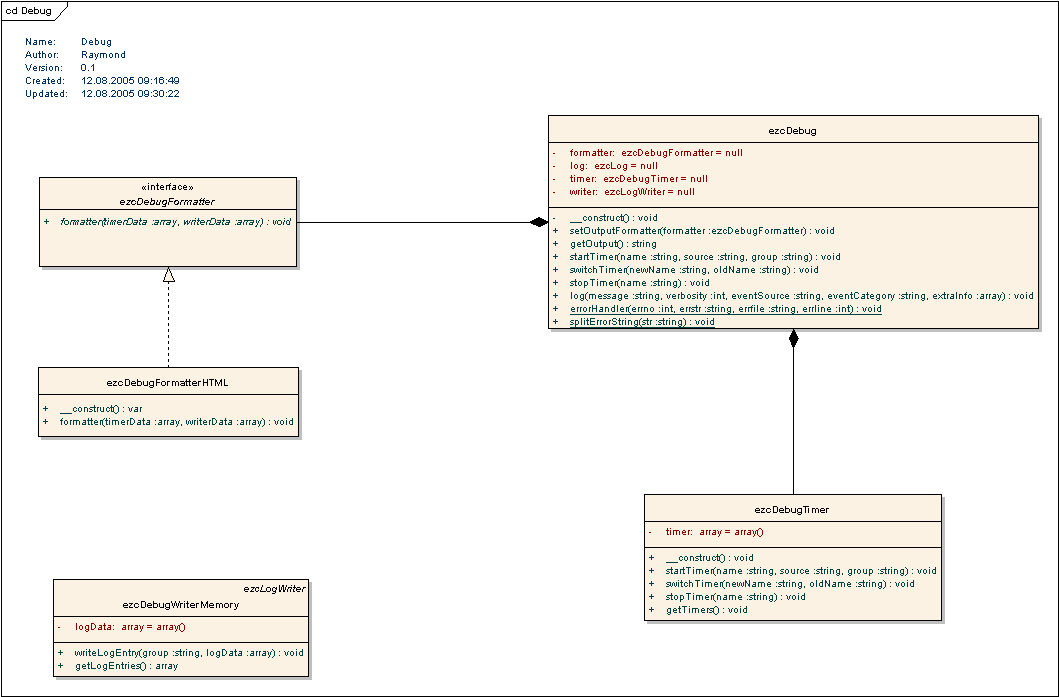 cd Debug
Name: Debug
Author: Raymond
Version: 0.1
Created: 12.08.2005 09:16:49
Updated: 12.08.2005 09:30:22
ezcDebug
- formatter: ezcDebugFormatter = null
- log: ezcLog = null
- timer: ezcDebugTimer = null
- writer: ezcLogWriter = null
- __construct() : void
+ setOutputFormatter(formatter :ezcDebugFormatter) : void
+ getOutput() : string
+ startTimer(name :string, source :string, group :string) : void
+ switchTimer(newName :string, oldName :string) : void
+ stopTimer(name :string) : void
+ log(message :string, verbosity :int, eventSource :string, eventCategory :string, extraInfo :array) : void
+ errorHandler(errno :int, errstr :string, errfile :string, errline :int) : void
+ splitErrorString(str :string) : void
«interface»
ezcDebugFormatter
+ formatter(timerData :array, writerData :array) : void
ezcDebugFormatterHTML
+ __construct() : var
+ formatter(timerData :array, writerData :array) : void
ezcDebugTimer
- timer: array = array()
+ __construct() : void
+ startTimer(name :string, source :string, group :string) : void
+ switchTimer(newName :string, oldName :string) : void
+ stopTimer(name :string) : void
+ getTimers() : void
ezcLogWriter
ezcDebugWriterMemory
- logData: array = array()
+ writeLogEntry(group :string, logData :array) : void
+ getLogEntries() : array